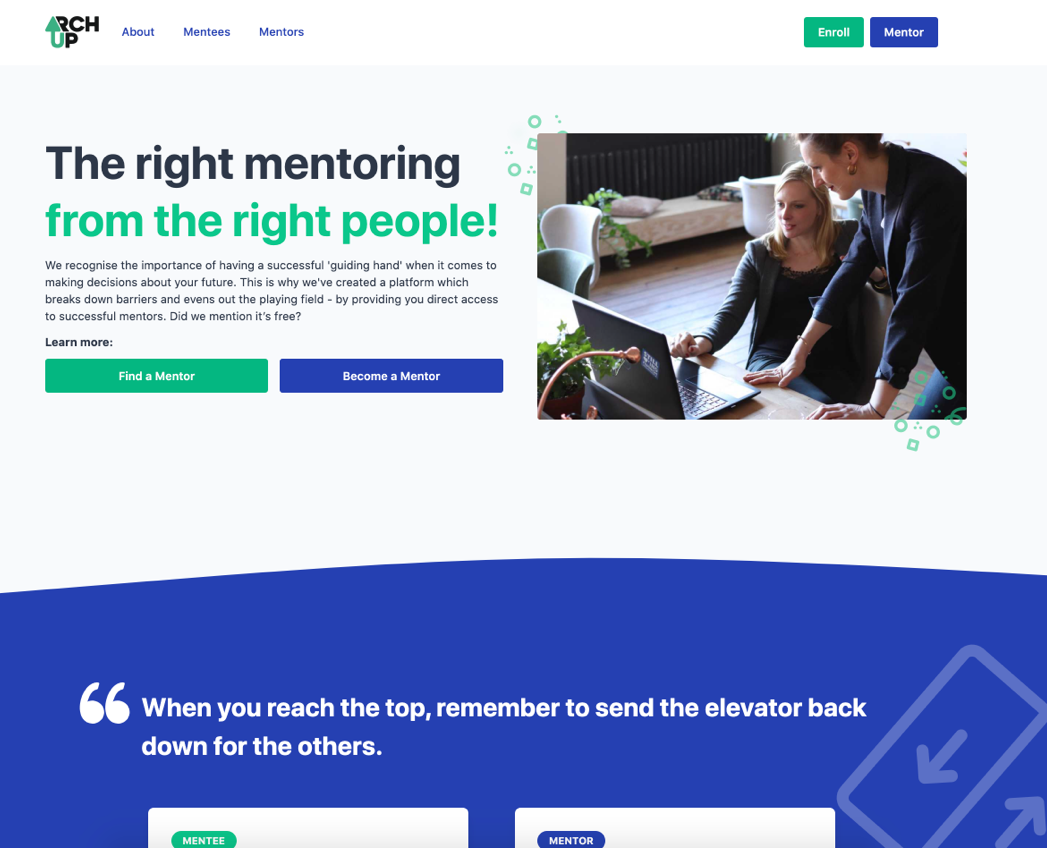 ARCH
UP
About
Mentees
Mentors
Enroll
Mentor
The right mentoring
from the right people!
We recognise the importance of having a successful 'guiding hand' when it comes to
making decisions about your future. This is why we've created a platform which
breaks down barriers and evens out the playing field - by providing you direct access
to successful mentors. Did we mention it’s free?
Learn more:
Find a Mentor
Become a Mentor
“ When you reach the top, remember to send the elevator back
down for the others.
MENTEE
MENTOR